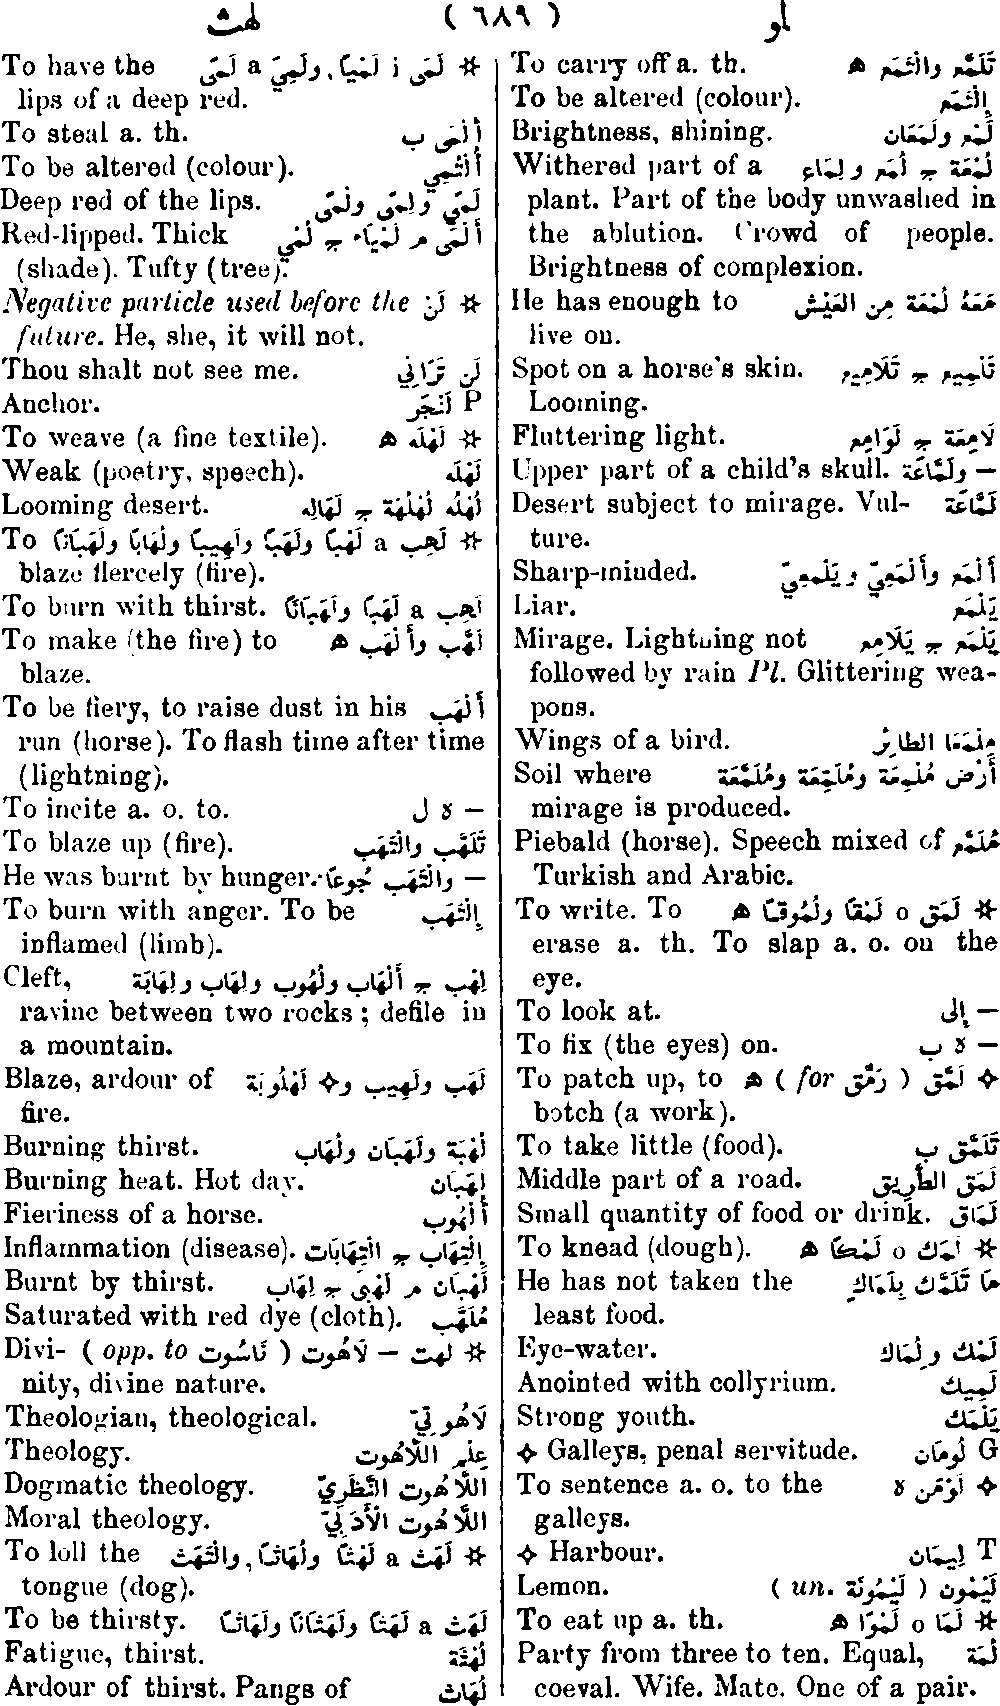 لهث ( ٦٨٩ ) لو
To have the لَمَى i لَمْيًا, ولَمِيَ a لَمًى ✲
lips of a deep red.
To steal a. th. أَلْمَى ب
To be altered (colour). أُلْتُمِي
Deep red of the lips. لَمًى ولِمًى ولُمًى
Red-lipped. Thick أَلْمَى م لَمْيَاء ج لُمْي
(shade). Tufty (tree).
Negative particle used before the لَنْ ✲
future. He, she, it will not.
Thou shalt not see me. لَن تَرَانِي
Anchor. لَنْجَر P
To weave (a fine textile). لَهْلَه ه ✲
Weak (poetry, speech). لَهْلَه
Looming desert. لُهْلُه لُهْلُهَة ج لَهَالِه
To لَهِب a لَهْبًا ولَهَبًا ولَهِيبًا ولُهَابًا ولَهَبَانًا ✲
blaze fiercely (fire).
To burn with thirst. لَهِب a لَهَبًا ولَهَبَانًا
To make (the fire) to لَهَّب وأَلْهَب ه
blaze.
To be fiery, to raise dust in his أَلْهَب
run (horse). To flash time after time
(lightning).
To incite a. o. to. — لا ل
To blaze up (fire). تَلَهَّب والْتَهَب
He was burnt by hunger. — والْتَهَب جُوعًا
To burn with anger. To be إِلْتَهَب
inflamed (limb).
Cleft, لِهْب ج أَلْهَاب ولُهُوب ولِهَاب ولِهَابَة
ravine between two rocks; defile in
a mountain.
Blaze, ardour of لَهَب ولَهِيب و✧ لَهْلُوبَة
fire.
Burning thirst. لُهْبَة ولَهَبَان ولُهَاب
Burning heat. Hot day. لَهَبَان
Fieriness of a horse. أُلْهُوب
Inflammation (disease). إِلْتِهَاب ج الْتِهَابَات
Burnt by thirst. لَهْبَان م لَهْبَى ج لِهَاب
Saturated with red dye (cloth). مُلَهَّب
Divi- ( opp. to نَاسُوت ) لَاهُوت — لهت ✲
nity, divine nature.
Theologian, theological. لَاهُوتِيّ
Theology. عِلْم اللَّاهُوت
Dogmatic theology. اللَّاهُوت النَّظَرِيّ
Moral theology. اللَّاهُوت الأَدَبِيّ
To loll the لَهَث a لَهْثًا ولُهَاثًا, والْتَهَث ✲
tongue (dog).
To be thirsty. لَهِث a لَهَثًا ولَهَثَانًا ولَهَاثًا
Fatigue, thirst. لُهْثَة
Ardour of thirst. Pangs of لُهَاث
To carry off a. th. تَلَمَّع والْتَمَع ه
To be altered (colour). إِلْتَمَع
Brightness, shining. لَمْع ولَمَعَان
Withered part of a لُمْعَة ج لُمَع ولِمَاع
plant. Part of the body unwashed in
the ablution. Crowd of people.
Brightness of complexion.
He has enough to مَعَهُ لُمْعَة مِن العَيْش
live on.
Spot on a horse's skin. تَلْمِيع ج تَلَامِيع
Looming.
Fluttering light. لَامِعَة ج لَوَامِع
Upper part of a child's skull. — ولَمَّاعَة
Desert subject to mirage. Vul- لَمَّاعَة
ture.
Sharp-minded. أَلْمَع وأَلْمَعِيّ ويَلْمَعِيّ
Liar. يَلْمَع
Mirage. Lightning not يَلْمَع ج يَلَامِع
followed by rain Pl. Glittering wea-
pons.
Wings of a bird. مِلْمَعَا الطَّائِر
Soil where أَرْض مُلْمِعَة ومُلْتَمِعَة ومُلَمَّعَة
mirage is produced.
Piebald (horse). Speech mixed of مُلَمَّع
Turkish and Arabic.
To write. To لَمَق o لَمْقًا ولُمُوقًا ه ✲
erase a. th. To slap a. o. on the
eye.
To look at. — إِلى
To fix (the eyes) on. — لا ب
To patch up, to ه ( for رَمَّق ) لَمَّق ✧
botch (a work).
To take little (food). تَلَمَّق ب
Middle part of a road. لَمَق الطَّرِيق
Small quantity of food or drink. لَمَاق
To knead (dough). لَمَك o لَمْكًا ه ✲
He has not taken the مَا تَلَمَّك بِلَمَاك
least food.
Eye-water. لَمْك ولِمَاك
Anointed with collyrium. لَمِيك
Strong youth. يَلْمَك
✧ Galleys, penal servitude. لُومَان G
To sentence a. o. to the لَوْمَن لا ✧
galleys.
✧ Harbour. لِيمَان T
Lemon. لَيْمُون ( un. لَيْمُونَة )
To eat up a. th. لَمَا o لَمْوًا ه ✲
Party from three to ten. Equal, لُمَة
coeval. Wife. Mate. One of a pair.